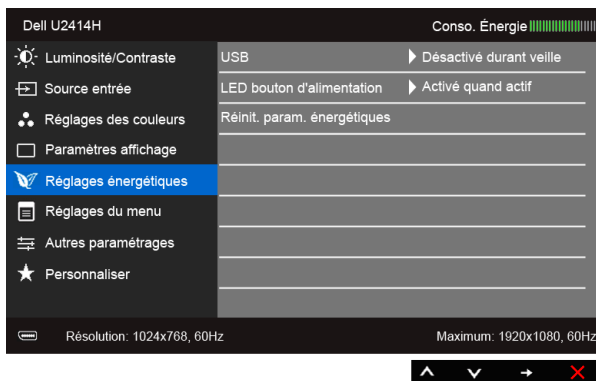 Dell U2414H Conso. Énergie
Luminosité/Contraste USB Désactivé durant veille
Source entrée LED bouton d'alimentation Activé quand actif
Réglages des couleurs Réinit. param. énergétiques
Paramètres affichage
Réglages énergétiques
Réglages du menu
Autres paramétrages
Personnaliser
Résolution: 1024x768, 60Hz Maximum: 1920x1080, 60Hz